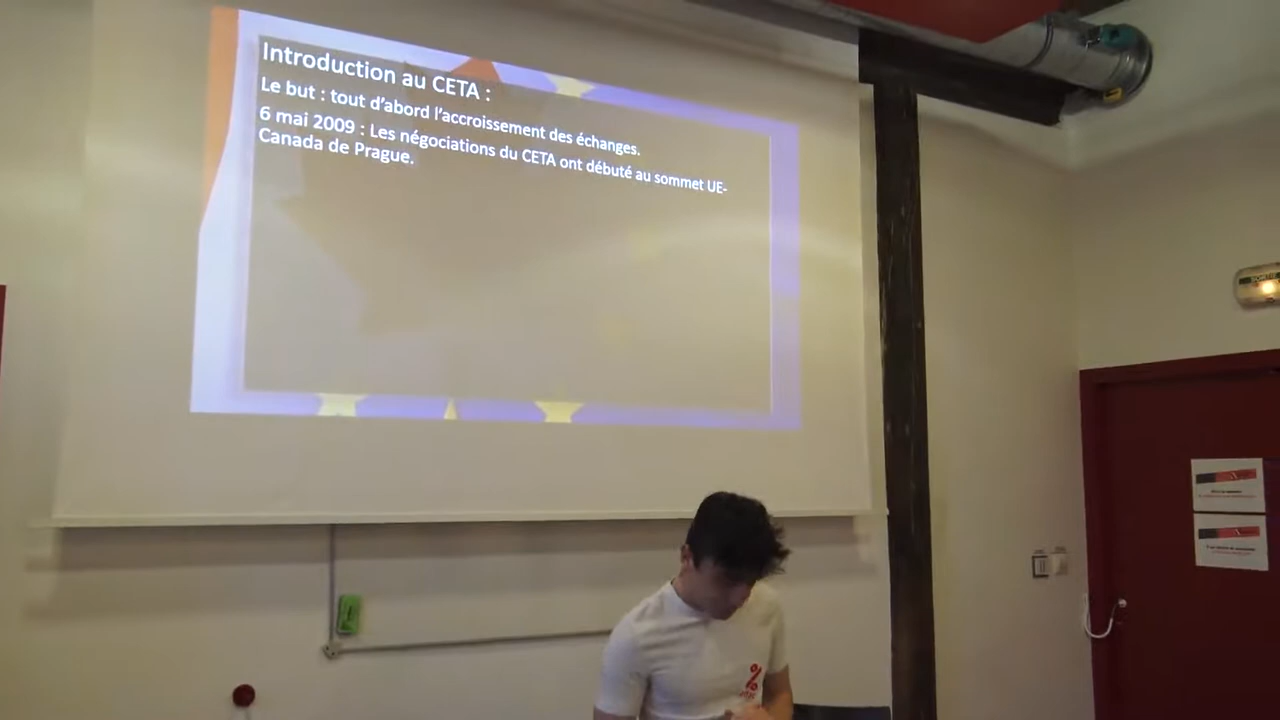 Introduction au CETA :
Le but : tout d'abord l'accroissement des échanges.
6 mai 2009 : Les négociations du CETA ont débuté au sommet UE-
Canada de Prague.
SORTIE